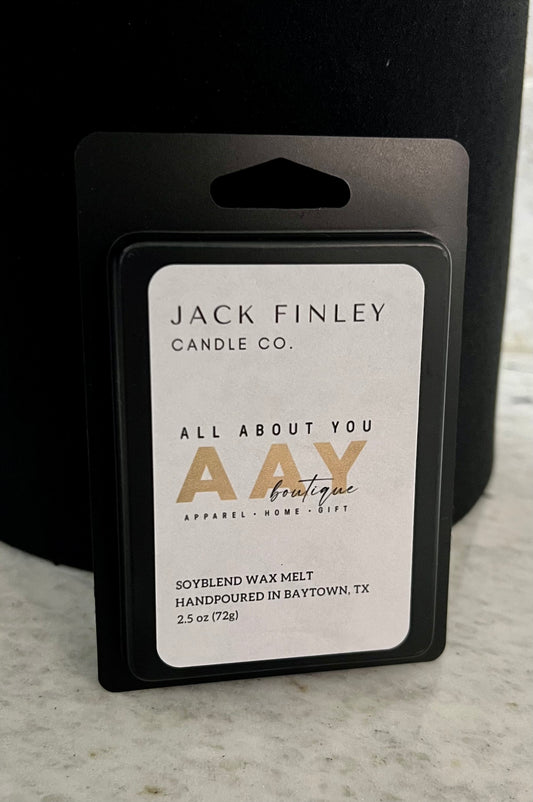 JACK FINLEY
CANDLE CO.
ALL ABOUT YOU
AAY
boutique
APPAREL • HOME • GIFT
SOYBLEND WAX MELT
HANDPOURED IN BAYTOWN, TX
2.5 oz (72g)